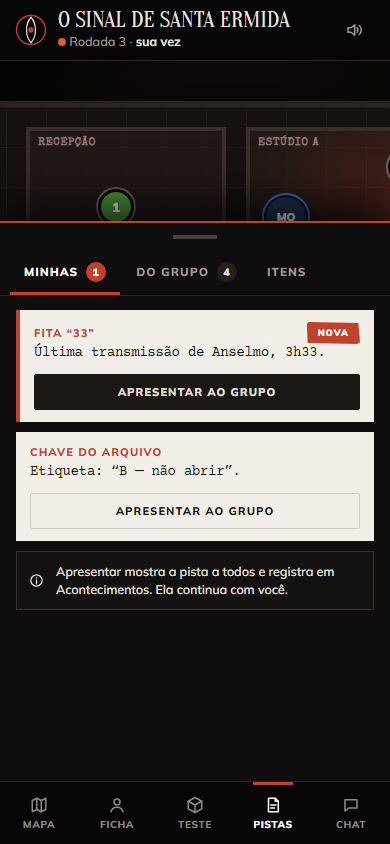 O SINAL DE SANTA ERMIDA
Rodada 3 · sua vez
RECEPÇÃO
ESTÚDIO A
1
MO
MINHAS 1
DO GRUPO 4
ITENS
FITA “33”
NOVA
Última transmissão de Anselmo, 3h33.
APRESENTAR AO GRUPO
CHAVE DO ARQUIVO
Etiqueta: “B — não abrir”.
APRESENTAR AO GRUPO
Apresentar mostra a pista a todos e registra em
Acontecimentos. Ela continua com você.
MAPA
FICHA
TESTE
PISTAS
CHAT